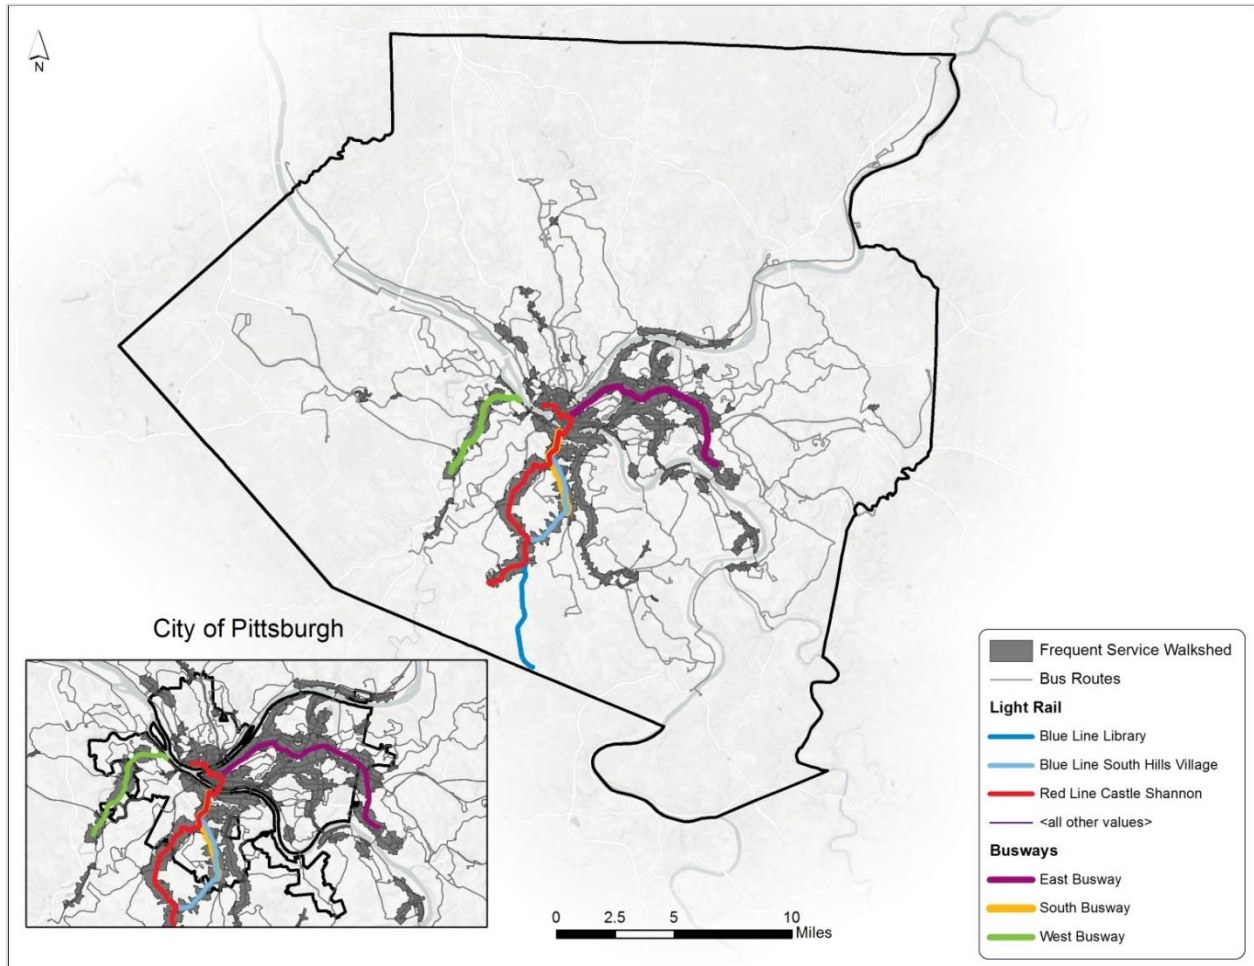 N
City of Pittsburgh
Frequent Service Walkshed
Bus Routes
Light Rail
Blue Line Library
Blue Line South Hills Village
Red Line Castle Shannon
<all other values>
Busways
East Busway
South Busway
West Busway
0 2.5 5 10
Miles